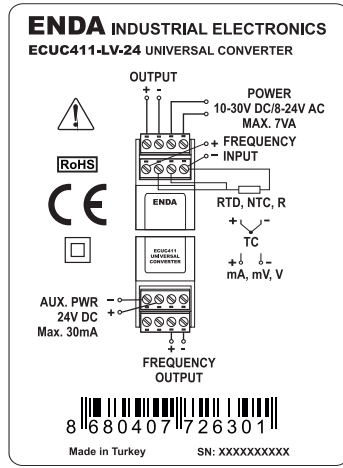 ENDA INDUSTRIAL ELECTRONICS
ECUC411-LV-24 UNIVERSAL CONVERTER
OUTPUT
+ -
POWER
10-30V DC/8-24V AC
MAX. 7VA
+ FREQUENCY
- INPUT
RoHS
CE
ENDA
RTD, NTC, R
+ -
TC
+ -
mA, mV, V
ECUC411
UNIVERSAL
CONVERTER
AUX. PWR -
24V DC +
Max. 30mA
+ -
FREQUENCY
OUTPUT
8 680407 726301
Made in Turkey SN: XXXXXXXXXX